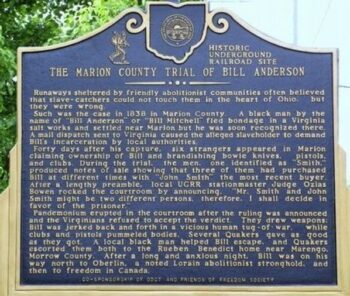 HISTORIC
UNDERGROUND
RAILROAD SITE
THE MARION COUNTY TRIAL OF BILL ANDERSON
Runaways sheltered by friendly abolitionist communities often believed
that slave-catchers could not touch them in the heart of Ohio, but
they were wrong.
Such was the case in 1838 in Marion County. A black man by the
name of "Bill Anderson" or "Bill Mitchell" fled bondage in a Virginia
salt works and settled near Marion but he was soon recognized there.
A mail dispatch sent to Virginia caused the alleged slaveholder to demand
Bill's incarceration by local authorities.
Forty days after his capture, six strangers appeared in Marion
claiming ownership of Bill and brandishing bowie knives, pistols,
and clubs. During the trial, the men, one identified as "Smith,"
produced notes of sale showing that three of them had purchased
Bill at different times with "John Smith" the most recent buyer.
After a lengthy preamble, local UGRR stationmaster Judge Ozias
Bowen rocked the courtroom by announcing, "Mr. Smith and John
Smith might be two different persons, therefore, I shall decide in
favor of the prisoner."
Pandemonium erupted in the courtroom after the ruling was announced
and the Virginians refused to accept the verdict. They drew weapons;
Bill was jerked back and forth in a vicious human tug-of war, while
clubs and pistols pummeled bodies. Several Quakers gave as good
as they got. A local black man helped Bill escape, and Quakers
escorted them both to the Rueben Benedict home near Marengo,
Morrow County. After a long and anxious night, Bill was on his
way north to Oberlin, a noted Lorain abolitionist stronghold, and
then to freedom in Canada.
CO-SPONSORSHIP OF ODOT AND FRIENDS OF FREEDOM SOCIETY